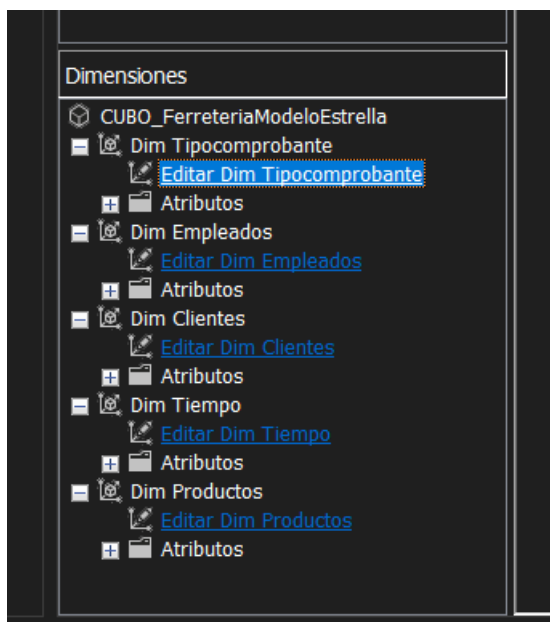 Dimensiones
CUBO_FerreteriaModeloEstrella
Dim Tipocomprobante
Editar Dim Tipocomprobante
Atributos
Dim Empleados
Editar Dim Empleados
Atributos
Dim Clientes
Editar Dim Clientes
Atributos
Dim Tiempo
Editar Dim Tiempo
Atributos
Dim Productos
Editar Dim Productos
Atributos